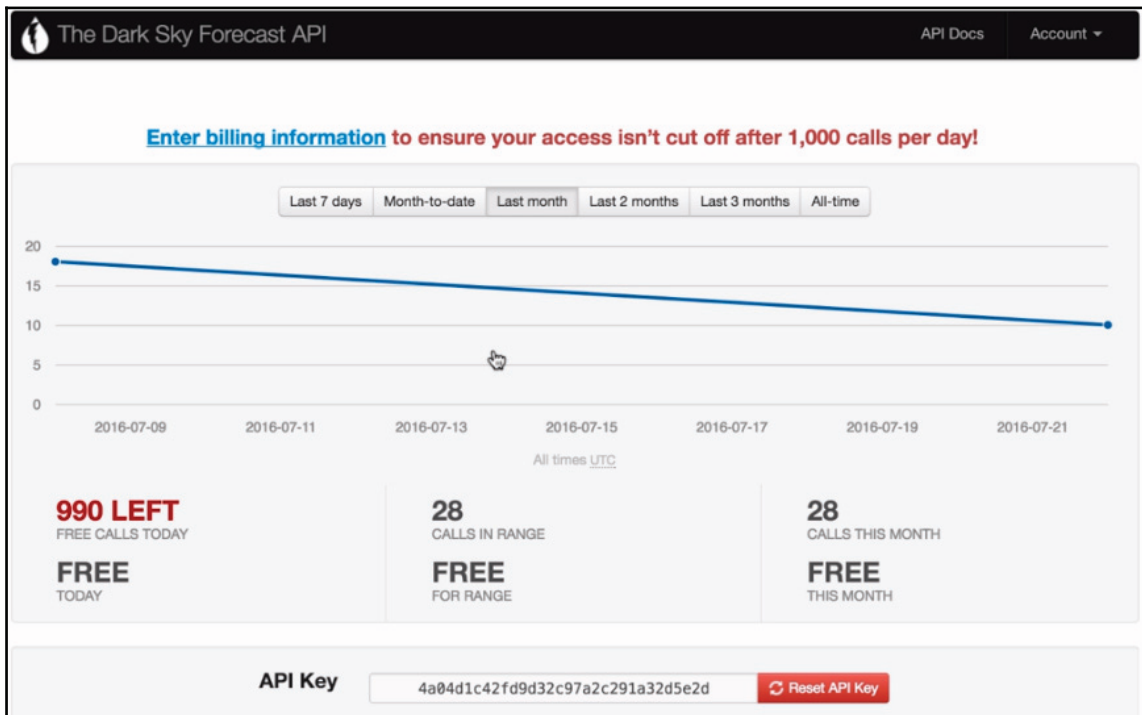 The Dark Sky Forecast API
API Docs
Account
Enter billing information to ensure your access isn't cut off after 1,000 calls per day!
Last 7 days Month-to-date Last month Last 2 months Last 3 months All-time
20
15
10
5
0
2016-07-09 2016-07-11 2016-07-13 2016-07-15 2016-07-17 2016-07-19 2016-07-21
All times UTC
990 LEFT
FREE CALLS TODAY
FREE
TODAY
28
CALLS IN RANGE
FREE
FOR RANGE
28
CALLS THIS MONTH
FREE
THIS MONTH
API Key 4a04d1c42fd9d32c97a2c291a32d5e2d Reset API Key